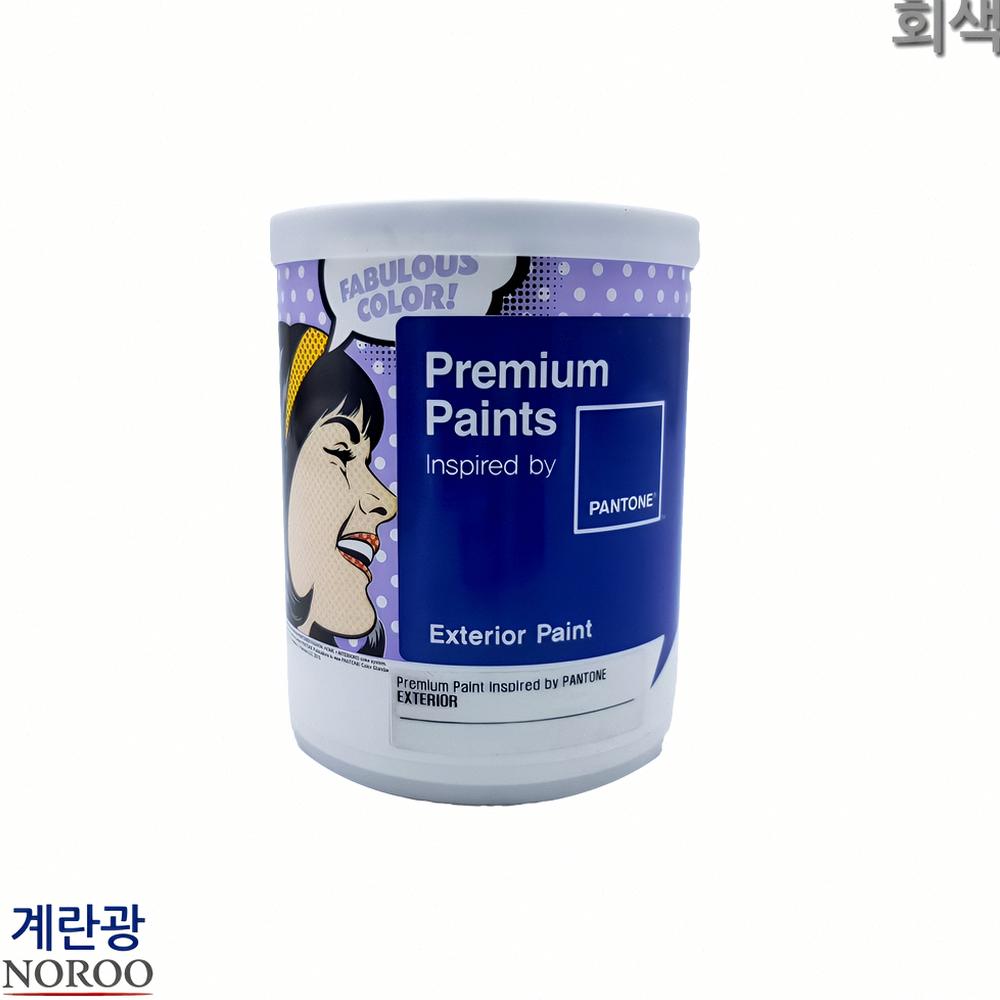 회색
FABULOUS
COLOR!
Premium
Paints
Inspired by
PANTONE®
Exterior Paint
Premium Paint Inspired by PANTONE
EXTERIOR
계란광
NOROO